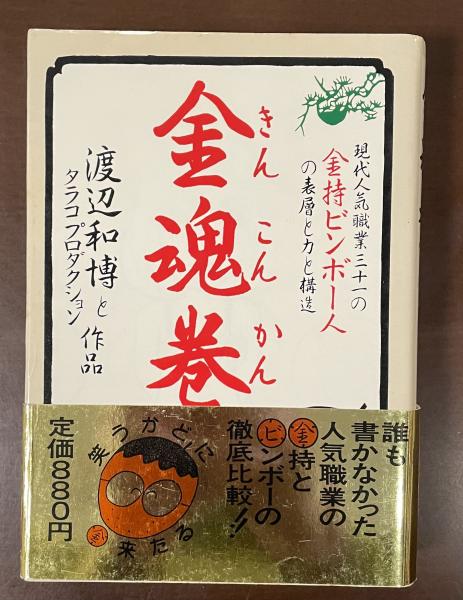 現代人気職業三十一の
金持ビンボー人
の表層と力と構造
きんこんかん
金魂巻
渡辺和博と
タラコプロダクション
作品
誰も
書かなかった
人気職業の
金持と
ビンボーの
徹底比較!!
笑うかどに
金
来たる
定価880円